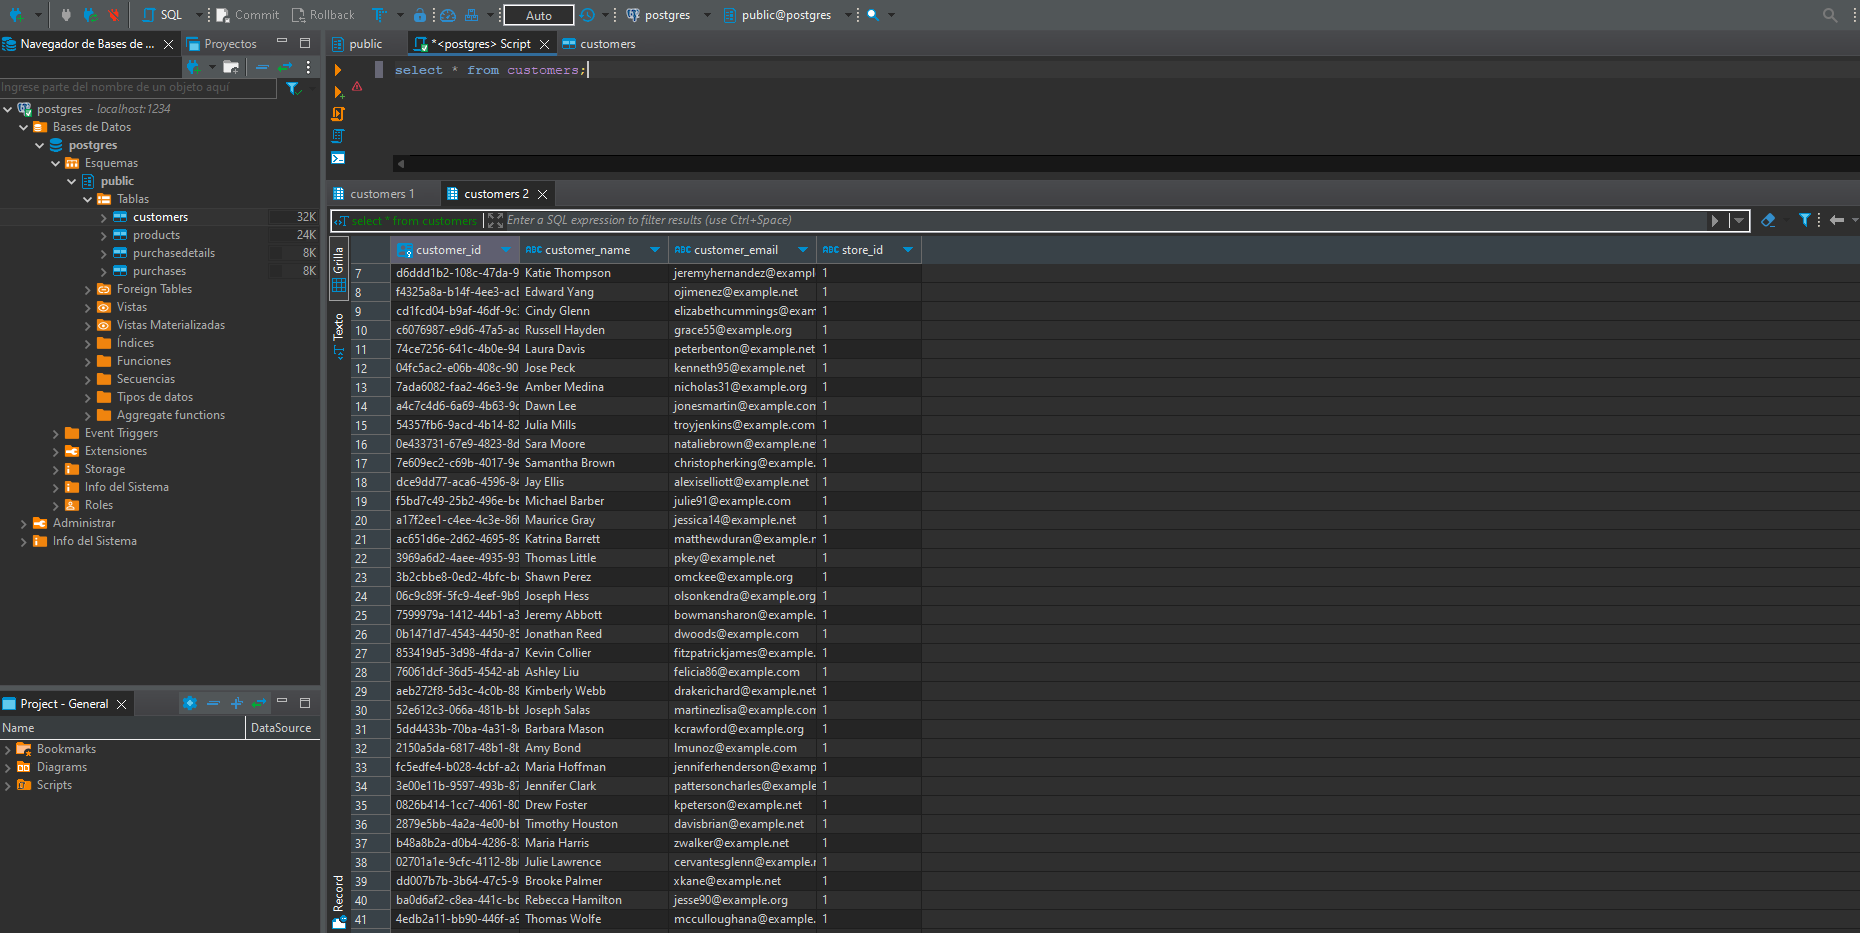 SQL Commit Rollback Auto postgres public@postgres
Navegador de Bases de ... Proyectos
Ingrese parte del nombre de un objeto aquí
postgres - localhost:1234
Bases de Datos
postgres
Esquemas
public
Tablas
customers 32K
products 24K
purchasedetails 8K
purchases 8K
Foreign Tables
Vistas
Vistas Materializadas
Índices
Funciones
Secuencias
Tipos de datos
Aggregate functions
Event Triggers
Extensiones
Storage
Info del Sistema
Roles
Administrar
Info del Sistema
Project - General
Name DataSource
Bookmarks
Diagrams
Scripts
public *<postgres> Script customers
select * from customers;
customers 1 customers 2
select * from customers Enter a SQL expression to filter results (use Ctrl+Space)
Grilla
Texto
Record
customer_id ABC customer_name ABC customer_email ABC store_id
7 d6ddd1b2-108c-47da-9 Katie Thompson jeremyhernandez@exampl 1
8 f4325a8a-b14f-4ee3-ac Edward Yang ojimenez@example.net 1
9 cd1fcd04-b9af-46df-9c Cindy Glenn elizabethcummings@exam 1
10 c6076987-e9d6-47a5-ac Russell Hayden grace55@example.org 1
11 74ce7256-641c-4b0e-94 Laura Davis peterbenton@example.net 1
12 04fc5ac2-e06b-408c-90 Jose Peck kenneth95@example.net 1
13 7ada6082-faa2-46e3-9e Amber Medina nicholas31@example.org 1
14 a4c7c4d6-6a69-4b63-9c Dawn Lee jonesmartin@example.com 1
15 54357fb6-9acd-4b14-82 Julia Mills troyjenkins@example.com 1
16 0e433731-67e9-4823-8d Sara Moore nataliebrown@example.ne 1
17 7e609ec2-c69b-4017-9e Samantha Brown christopherking@example. 1
18 dce9dd77-aca6-4596-84 Jay Ellis alexiselliott@example.net 1
19 f5bd7c49-25b2-496e-be Michael Barber julie91@example.com 1
20 a17f2ee1-c4ee-4c3e-86f Maurice Gray jessica14@example.net 1
21 ac651d6e-2d62-4695-89 Katrina Barrett matthewduran@example.n 1
22 3969a6d2-4aee-4935-93 Thomas Little pkey@example.net 1
23 3b2cbbe8-0ed2-4bfc-b Shawn Perez omckee@example.org 1
24 06c9c89f-5fc9-4eef-9b9 Joseph Hess olsonkendra@example.org 1
25 7599979a-1412-44b1-a3 Jeremy Abbott bowmansharon@example. 1
26 0b1471d7-4543-4450-85 Jonathan Reed dwoods@example.com 1
27 853419d5-3d98-4fda-a7 Kevin Collier fitzpatrickjames@example. 1
28 76061dcf-36d5-4542-ab Ashley Liu felicia86@example.com 1
29 aeb272f8-5d3c-4c0b-88 Kimberly Webb drakerichard@example.net 1
30 52e612c3-066a-481b-bb Joseph Salas martinezlisa@example.com 1
31 5dd4433b-70ba-4a31-8 Barbara Mason kcrawford@example.org 1
32 2150a5da-6817-48b1-8b Amy Bond lmunoz@example.com 1
33 fc5edfe4-b028-4cbf-a2 Maria Hoffman jenniferhenderson@examp 1
34 3e00e11b-9597-493b-87 Jennifer Clark pattersoncharles@example 1
35 0826b414-1cc7-4061-80 Drew Foster kpeterson@example.net 1
36 2879e5bb-4a2a-4e00-bb Timothy Houston davisbrian@example.net 1
37 b48a8b2a-d0b4-4286-8 Maria Harris zwalker@example.net 1
38 02701a1e-9cfc-4112-8b Julie Lawrence cervantesglenn@example.n 1
39 dd007b7b-3b64-47c5-9 Brooke Palmer xkane@example.net 1
40 ba0d6af2-c8ea-441c-bc Rebecca Hamilton jesse90@example.org 1
41 4edb2a11-bb90-446f-a9 Thomas Wolfe mcculloughana@example. 1